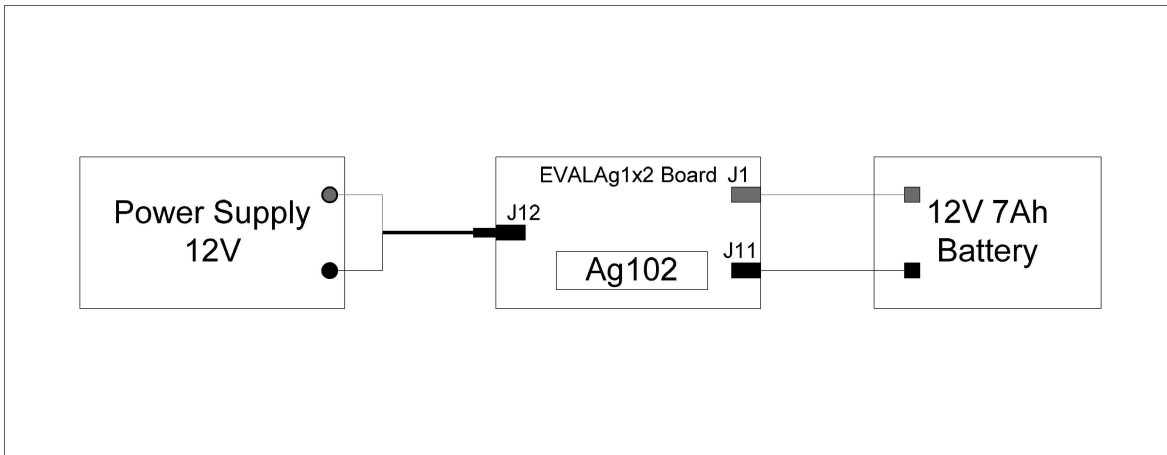 Power Supply
12V
EVALAg1x2 Board
J1
J12
J11
Ag102
12V 7Ah
Battery